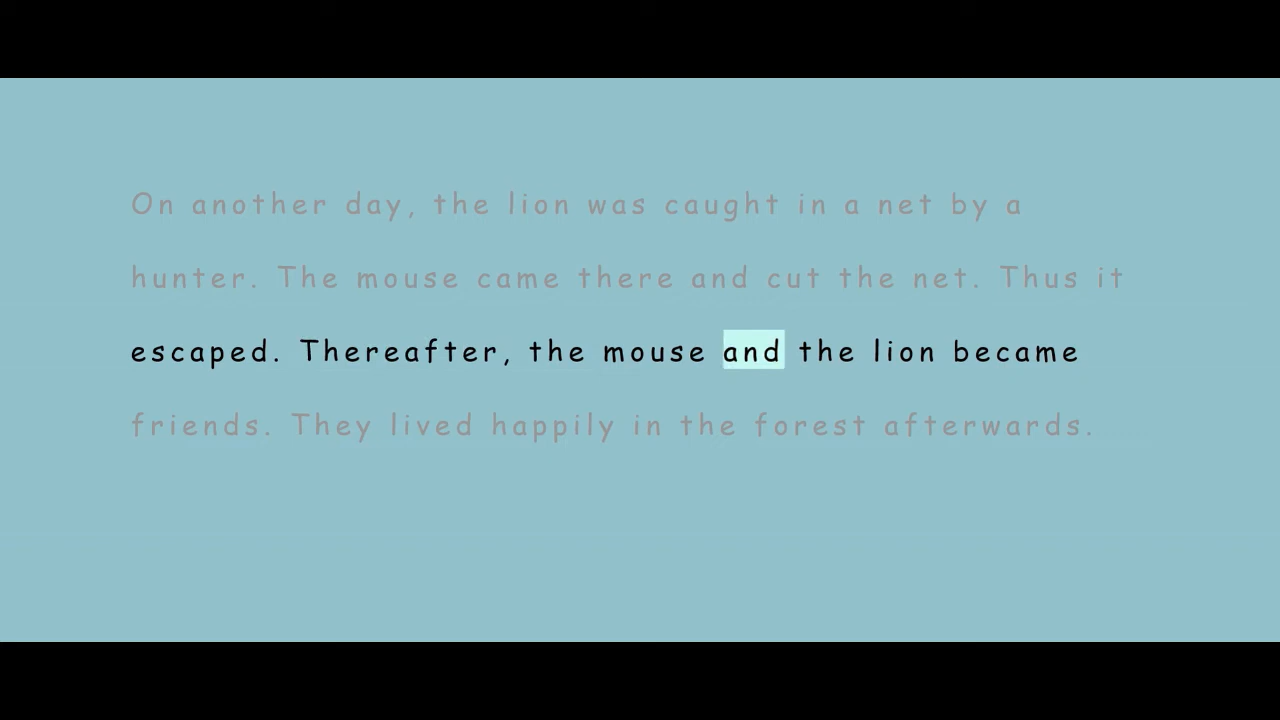 On another day, the lion was caught in a net by a
hunter. The mouse came there and cut the net. Thus it
escaped. Thereafter, the mouse and the lion became
friends. They lived happily in the forest afterwards.